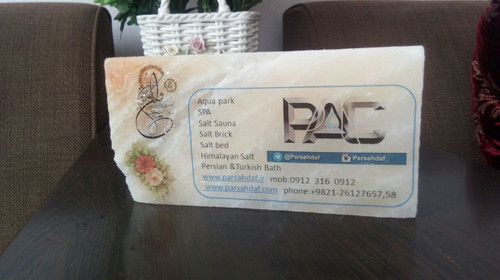 Aqua park
SPA
Salt Sauna
Salt Brick
Salt bed
Himalayan Salt
Persian &Turkish Bath
PAC
@Parsahdaf
Parsahdaf_
www.parsahdaf.ir mob:0912 316 0912
www.parsahdaf.com phone:+9821-26127657,58